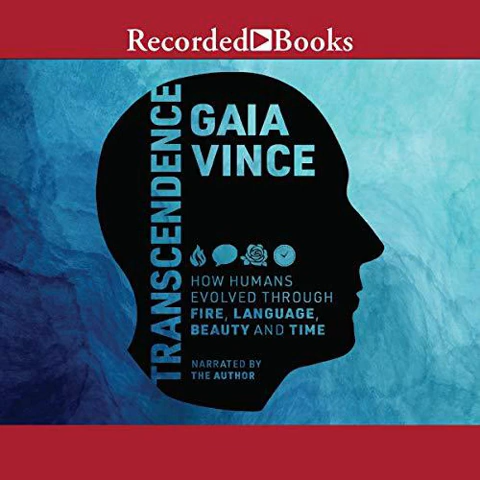 Recorded Books
TRANSCENDENCE
GAIA
VINCE
HOW HUMANS
EVOLVED THROUGH
FIRE, LANGUAGE,
BEAUTY AND TIME
NARRATED BY
THE AUTHOR